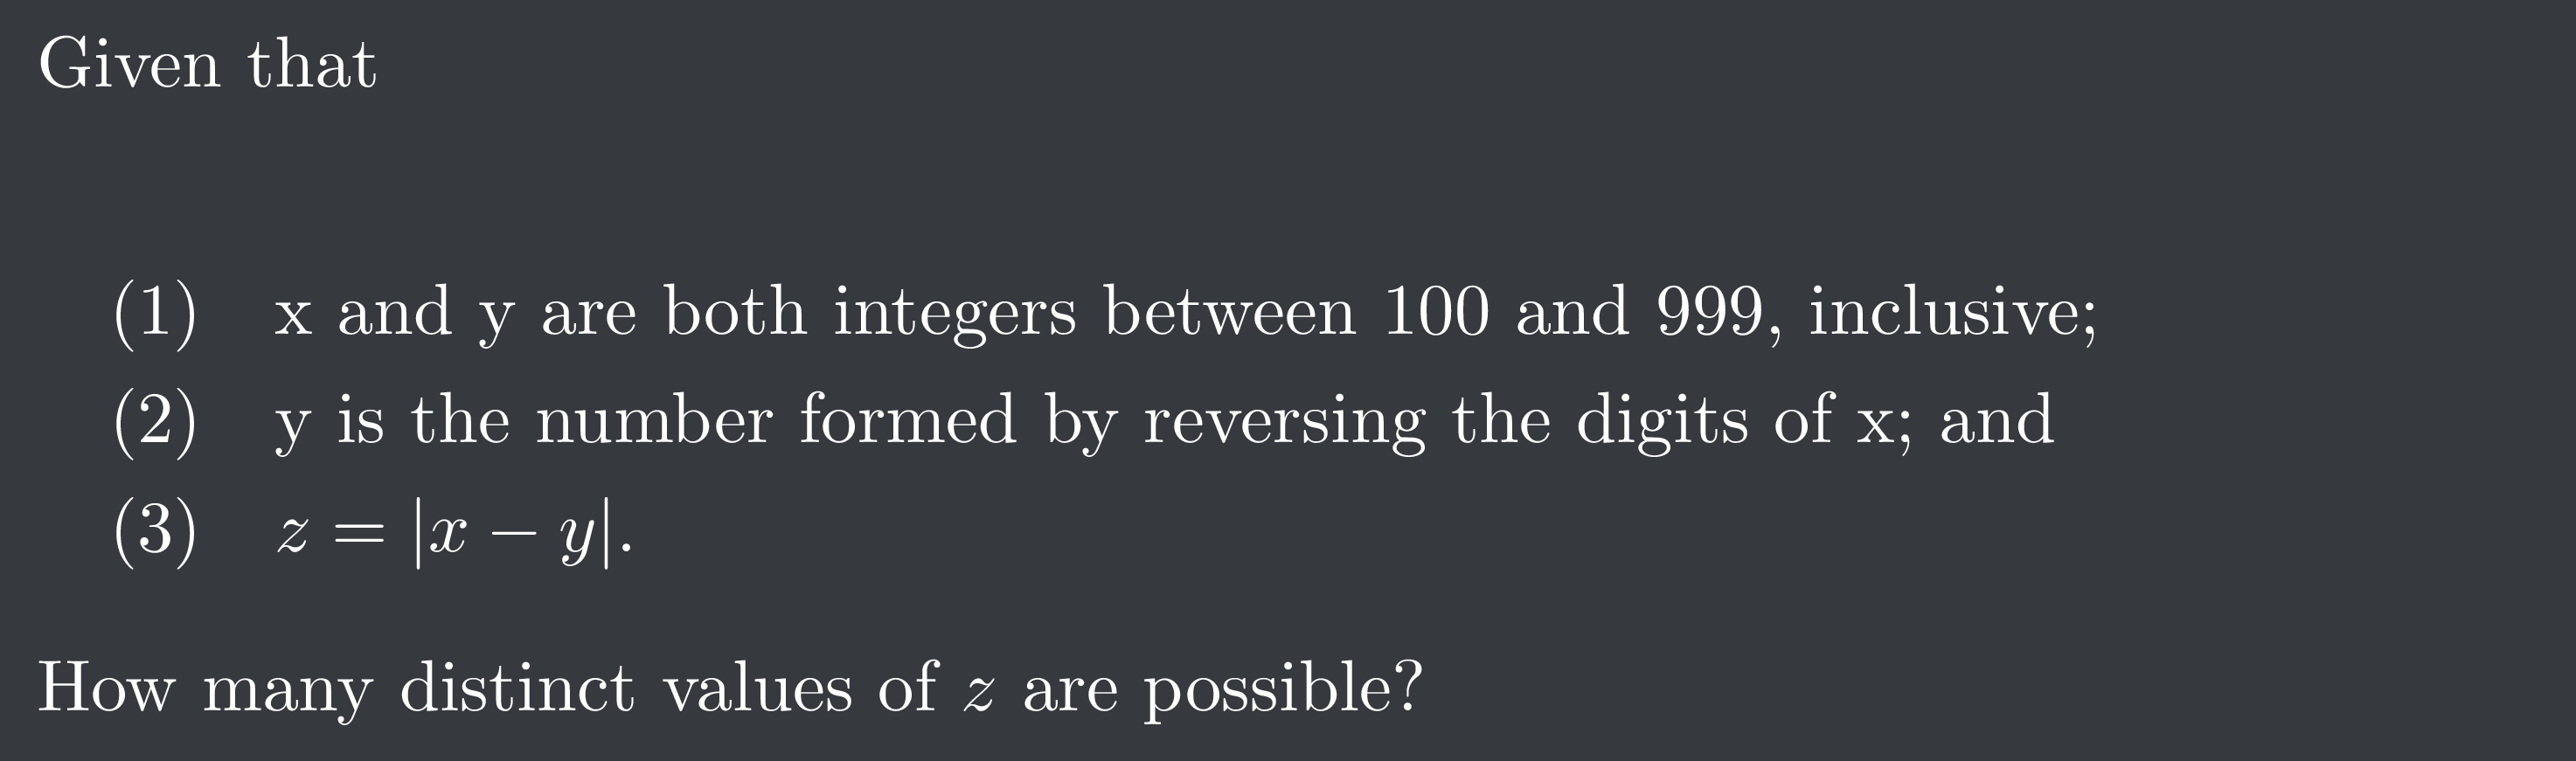 Given that
(1) x and y are both integers between 100 and 999, inclusive;
(2) y is the number formed by reversing the digits of x; and
(3) z = |x − y|.
How many distinct values of z are possible?